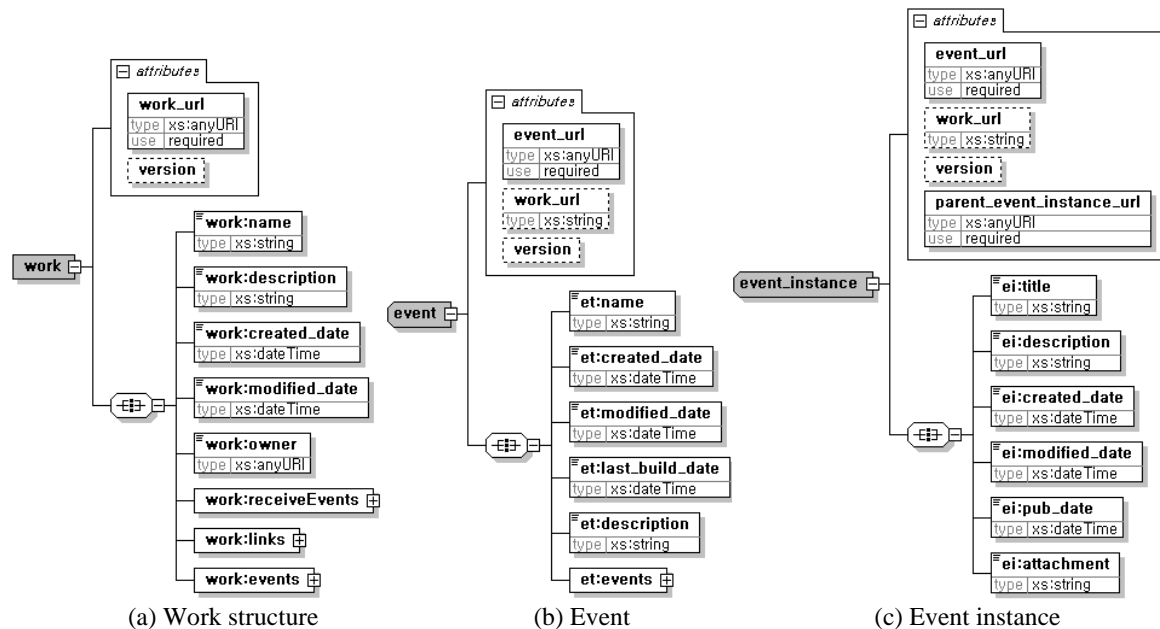 attributes
work_url
type xs:anyURI
use required
version
work
work:name
type xs:string
work:description
type xs:string
work:created_date
type xs:dateTime
work:modified_date
type xs:dateTime
work:owner
type xs:anyURI
work:receiveEvents
work:links
work:events
(a) Work structure
attributes
event_url
type xs:anyURI
use required
work_url
type xs:string
version
event
et:name
type xs:string
et:created_date
type xs:dateTime
et:modified_date
type xs:dateTime
et:last_build_date
type xs:dateTime
et:description
type xs:string
et:events
(b) Event
attributes
event_url
type xs:anyURI
use required
work_url
type xs:string
version
parent_event_instance_url
type xs:anyURI
use required
event_instance
ei:title
type xs:string
ei:description
type xs:string
ei:created_date
type xs:dateTime
ei:modified_date
type xs:dateTime
ei:pub_date
type xs:dateTime
ei:attachment
type xs:string
(c) Event instance